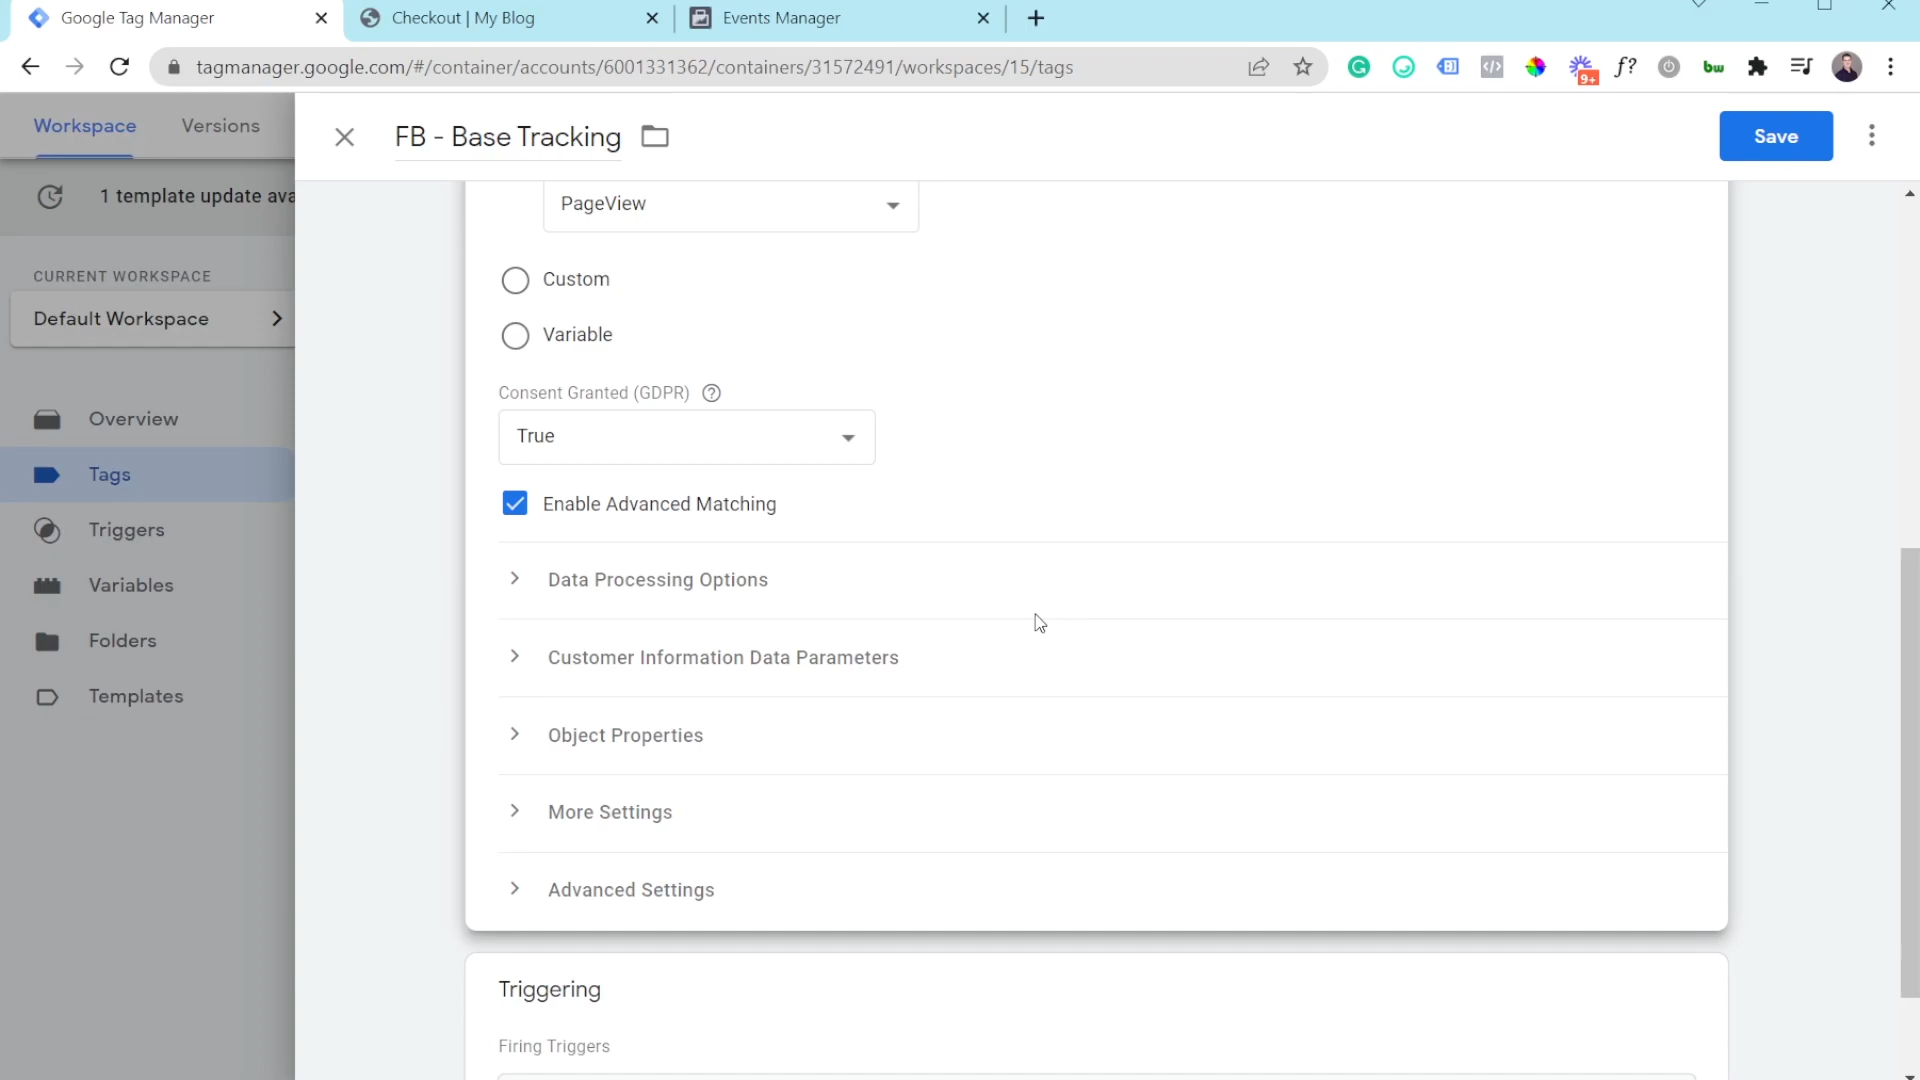 Google Tag Manager
Checkout | My Blog
Events Manager
tagmanager.google.com/#/container/accounts/6001331362/containers/31572491/workspaces/15/tags
9+
f?
bw
Workspace
Versions
FB - Base Tracking
Save
1 template update ava
CURRENT WORKSPACE
Default Workspace
Overview
Tags
Triggers
Variables
Folders
Templates
PageView
Custom
Variable
Consent Granted (GDPR)
True
Enable Advanced Matching
Data Processing Options
Customer Information Data Parameters
Object Properties
More Settings
Advanced Settings
Triggering
Firing Triggers